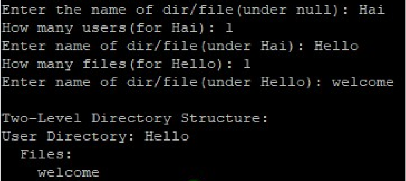 Enter the name of dir/file(under null): Hai
How many users(for Hai): 1
Enter name of dir/file(under Hai): Hello
How many files(for Hello): 1
Enter name of dir/file(under Hello): welcome
Two-Level Directory Structure:
User Directory: Hello
Files:
welcome